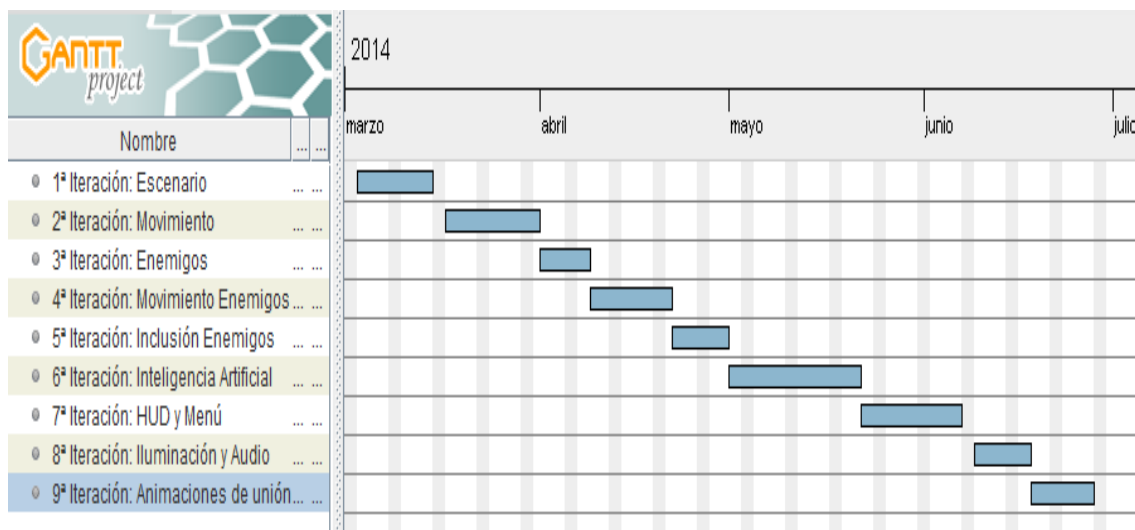 GANTT
project
2014
marzo abril mayo junio julio
Nombre ... ...
1ª Iteración: Escenario ... ...
2ª Iteración: Movimiento ... ...
3ª Iteración: Enemigos ... ...
4ª Iteración: Movimiento Enemigos ... ...
5ª Iteración: Inclusión Enemigos ... ...
6ª Iteración: Inteligencia Artificial ... ...
7ª Iteración: HUD y Menú ... ...
8ª Iteración: Iluminación y Audio ... ...
9ª Iteración: Animaciones de unión... ...